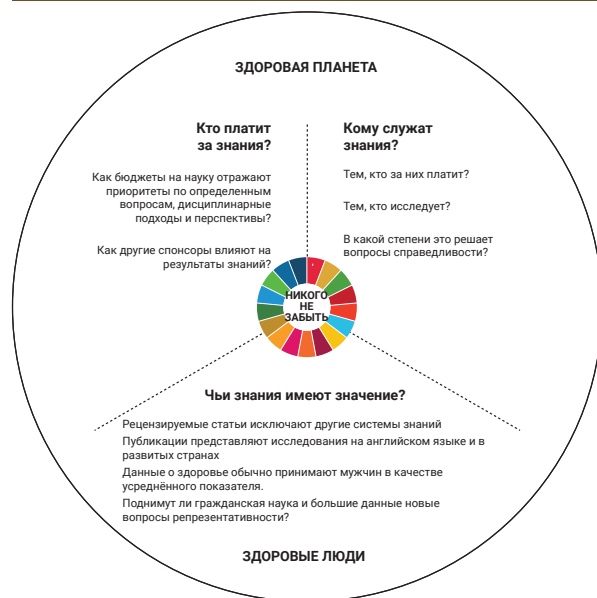 ЗДОРОВАЯ ПЛАНЕТА
Кто платит
за знания?
Как бюджеты на науку отражают
приоритеты по определенным
вопросам, дисциплинарные
подходы и перспективы?
Как другие спонсоры влияют на
результаты знаний?
Кому служат
знания?
Тем, кто за них платит?
Тем, кто исследует?
В какой степени это решает
вопросы справедливости?
НИКОГО
НЕ
ЗАБЫТЬ
Чьи знания имеют значение?
Рецензируемые статьи исключают другие системы знаний
Публикации представляют исследования на английском языке и в
развитых странах
Данные о здоровье обычно принимают мужчин в качестве
усреднённого показателя.
Поднимут ли гражданская наука и большие данные новые
вопросы репрезентативности?
ЗДОРОВЫЕ ЛЮДИ